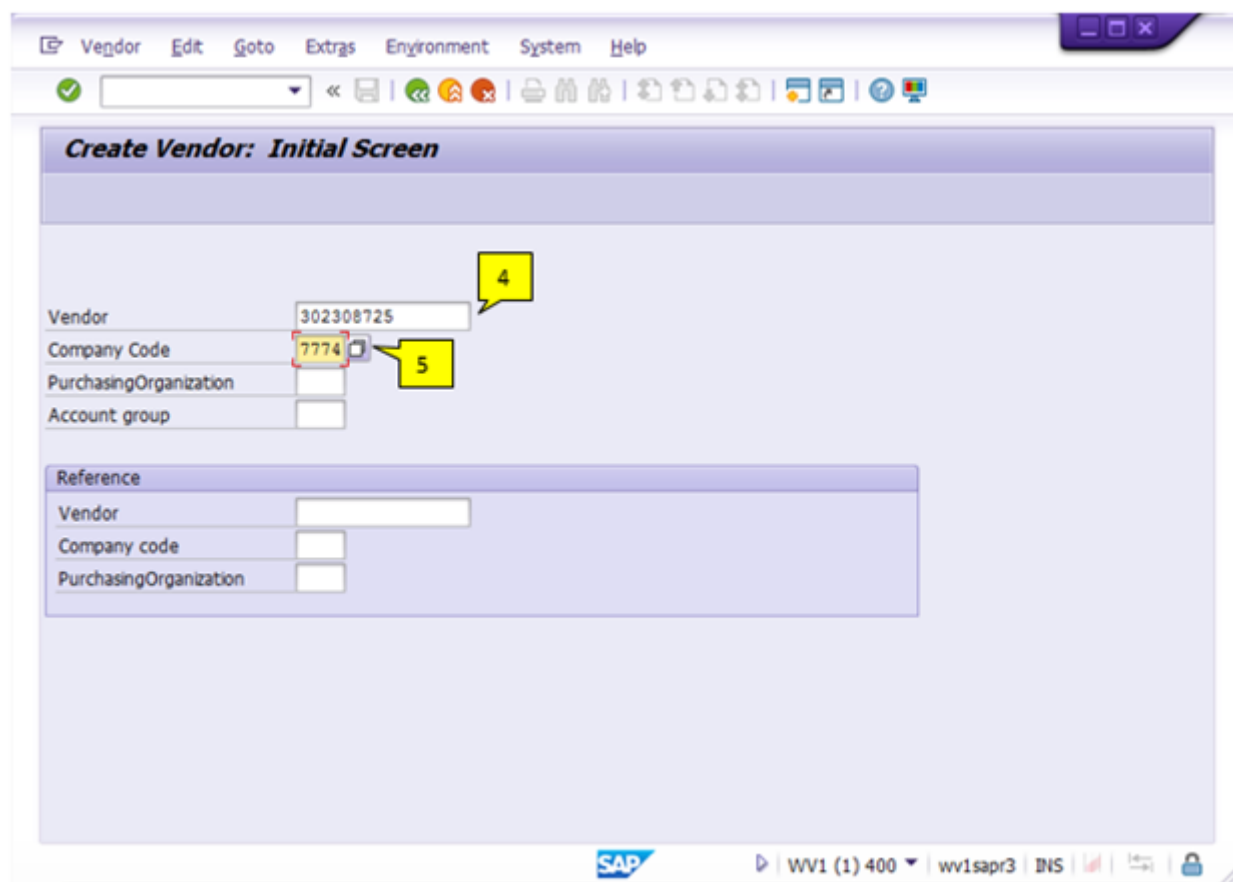 Vendor Edit Goto Extras Environment System Help
Create Vendor: Initial Screen
4
Vendor 302308725
Company Code 7774
5
PurchasingOrganization
Account group
Reference
Vendor
Company code
PurchasingOrganization
SAP WV1 (1) 400 wv1sapr3 INS